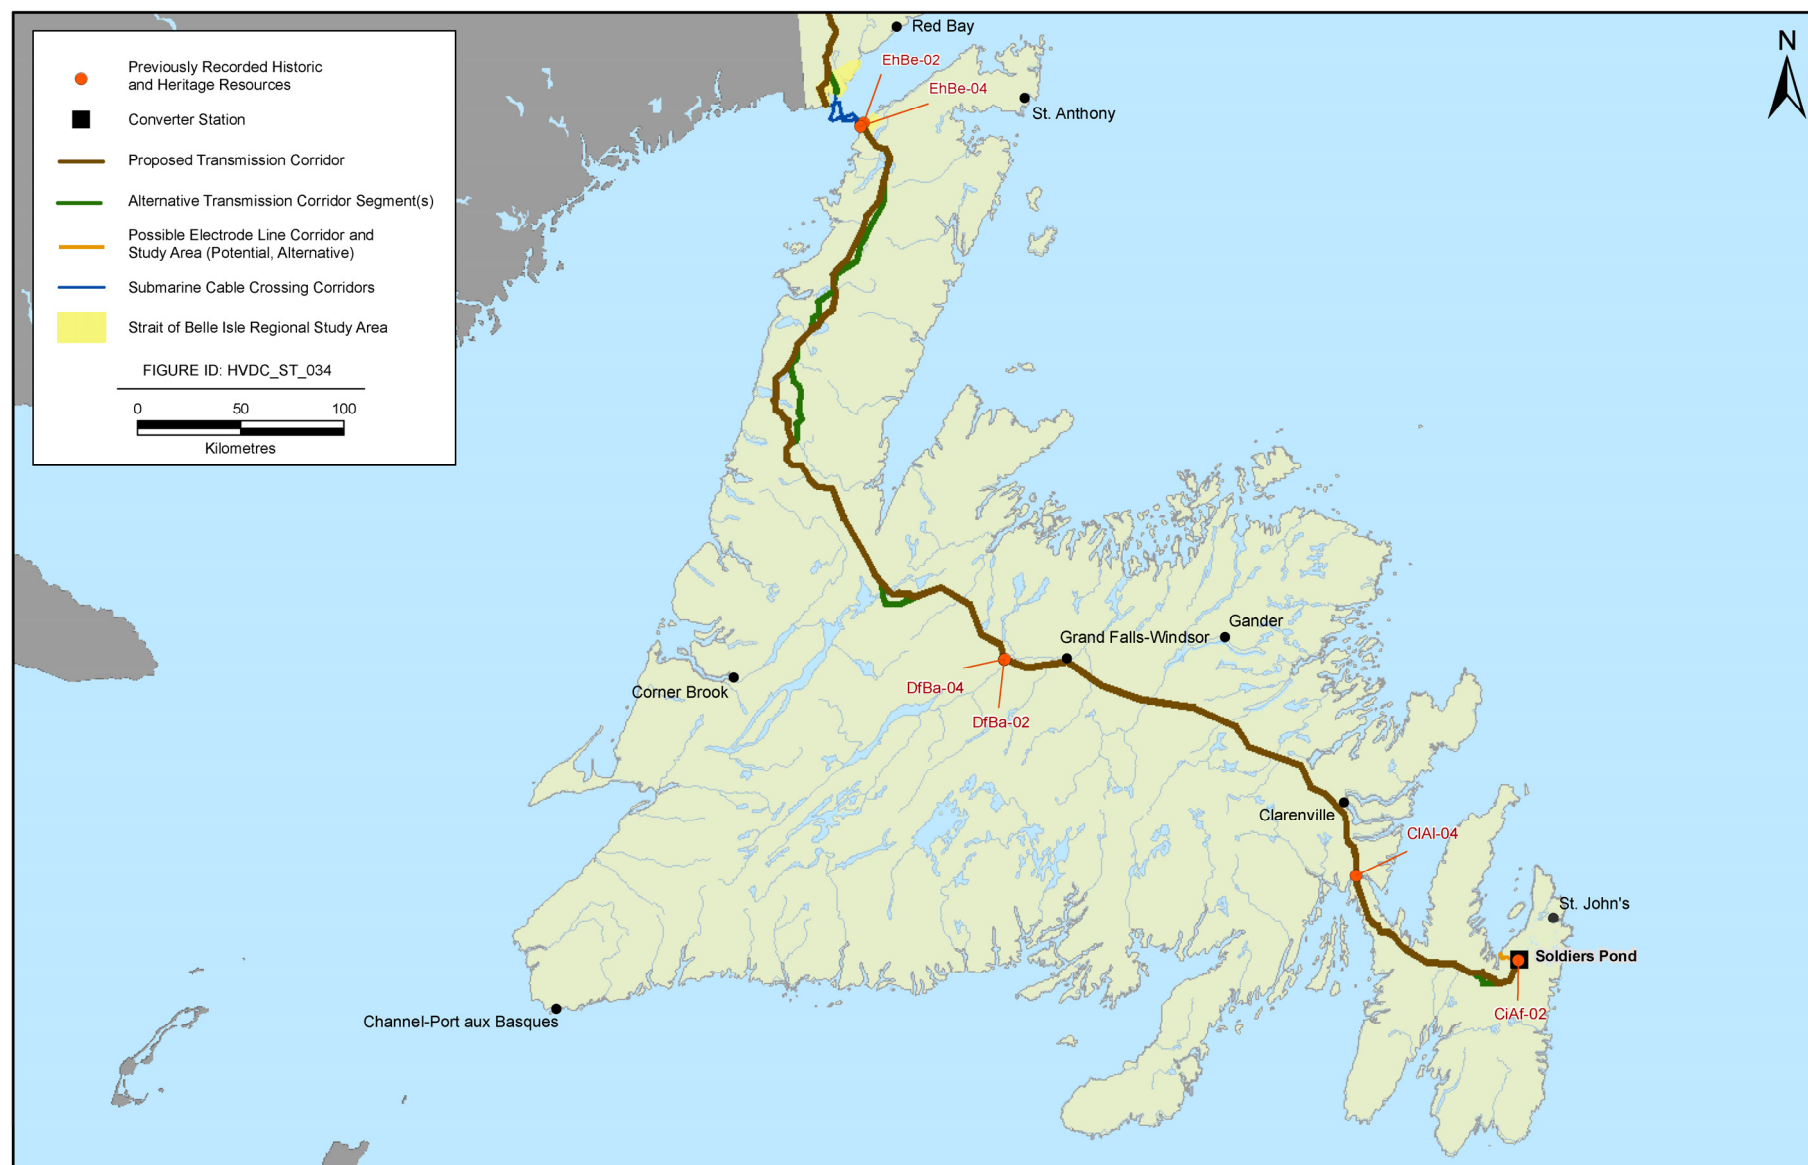 Previously Recorded Historic
and Heritage Resources
Converter Station
Proposed Transmission Corridor
Alternative Transmission Corridor Segment(s)
Possible Electrode Line Corridor and
Study Area (Potential, Alternative)
Submarine Cable Crossing Corridors
Strait of Belle Isle Regional Study Area
FIGURE ID: HVDC_ST_034
0 50 100
Kilometres
N
Red Bay
EhBe-02
EhBe-04
St. Anthony
Gander
Grand Falls-Windsor
Corner Brook
DfBa-04
DfBa-02
Clarenville
ClAl-04
St. John's
Soldiers Pond
CiAf-02
Channel-Port aux Basques